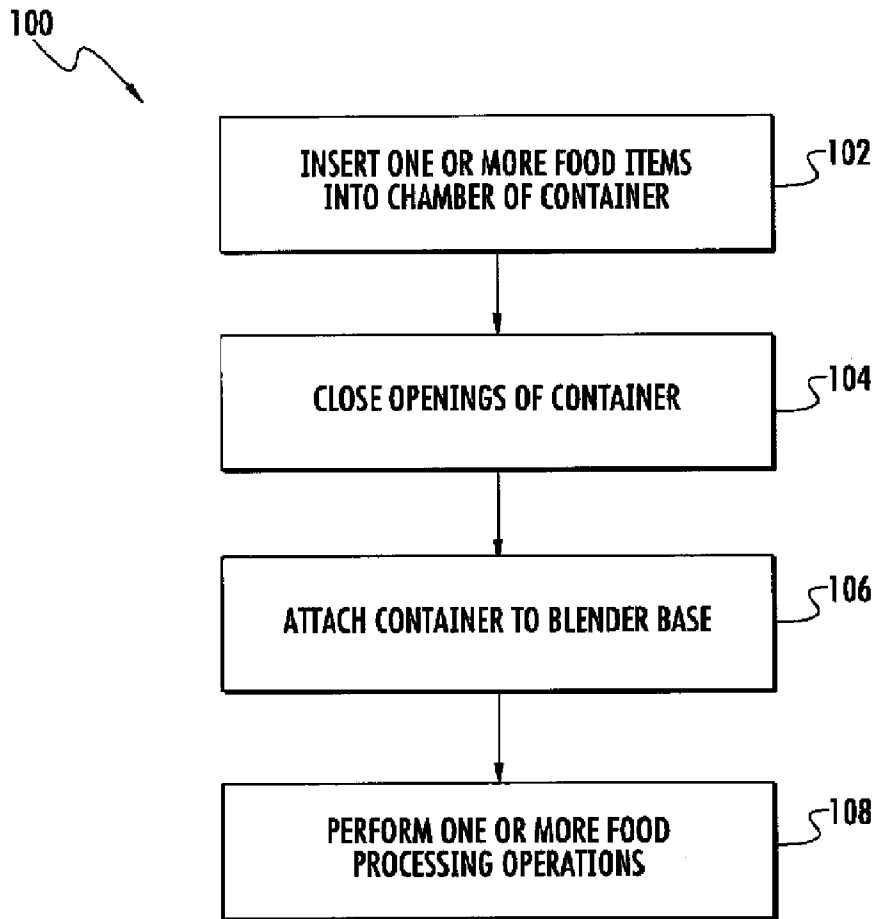 100
INSERT ONE OR MORE FOOD ITEMS
INTO CHAMBER OF CONTAINER
102
CLOSE OPENINGS OF CONTAINER
104
ATTACH CONTAINER TO BLENDER BASE
106
PERFORM ONE OR MORE FOOD
PROCESSING OPERATIONS
108